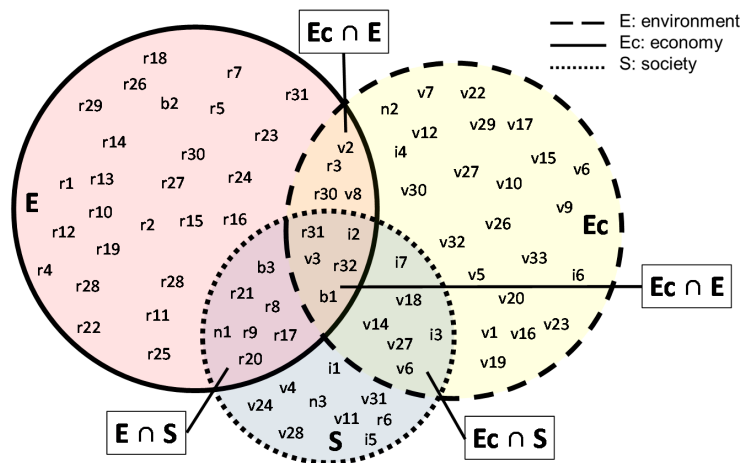 Ec ∩ E
E: environment
Ec: economy
S: society
r18
r26
r7
r29
b2
r5
r31
r14
r23
r30
r1
r13
r27
r24
E
r10
r2
r15
r16
r12
r19
r4
r28
r28
r11
r22
r25
v2
r3
r30 v8
n2
v7
v22
v12
v29
v17
i4
v15
v6
v27
v10
v30
v9
v26
Ec
v32
v33
v5
i6
v20
v1
v16
v23
v19
r31
i2
v3
r32
b1
Ec ∩ E
b3
r21
r8
n1
r9
r17
r20
i7
v18
v14
i3
v27
v6
i1
v4
v24
n3
v31
v11
r6
v28
S
i5
E ∩ S
Ec ∩ S